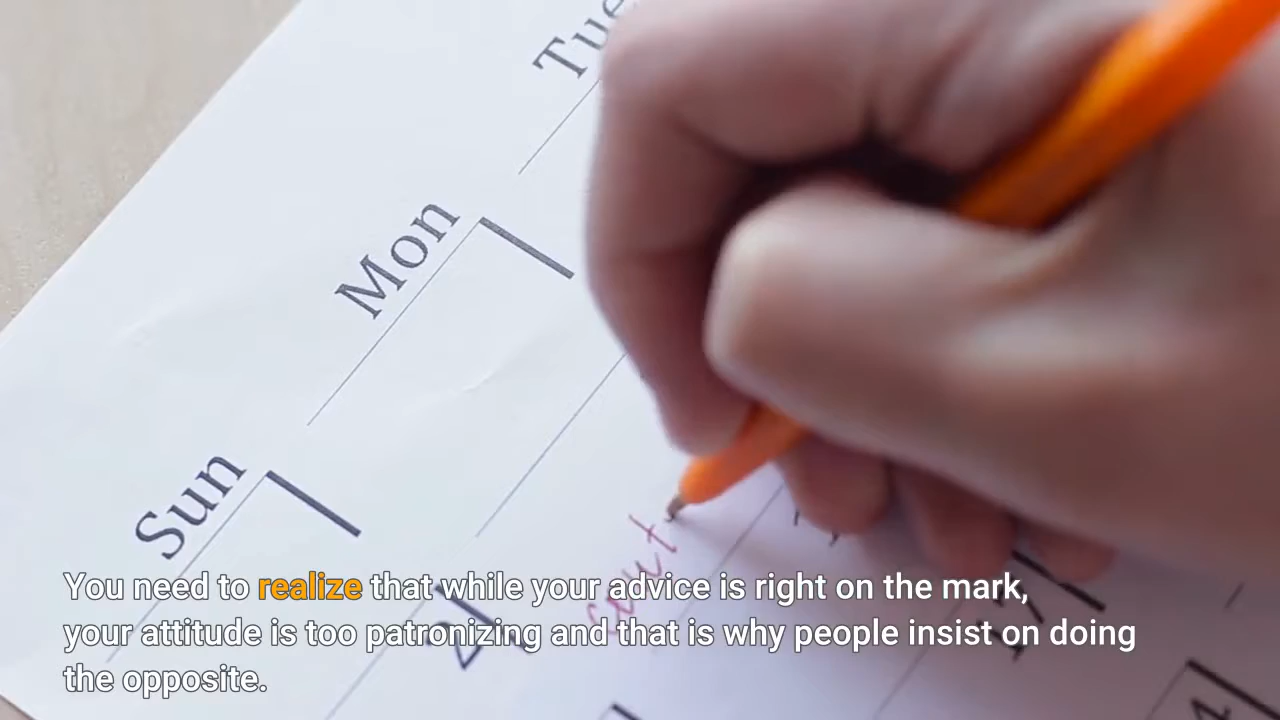 Tue
Mon
Sun
You need to realize that while your advice is right on the mark,
your attitude is too patronizing and that is why people insist on doing
the opposite.